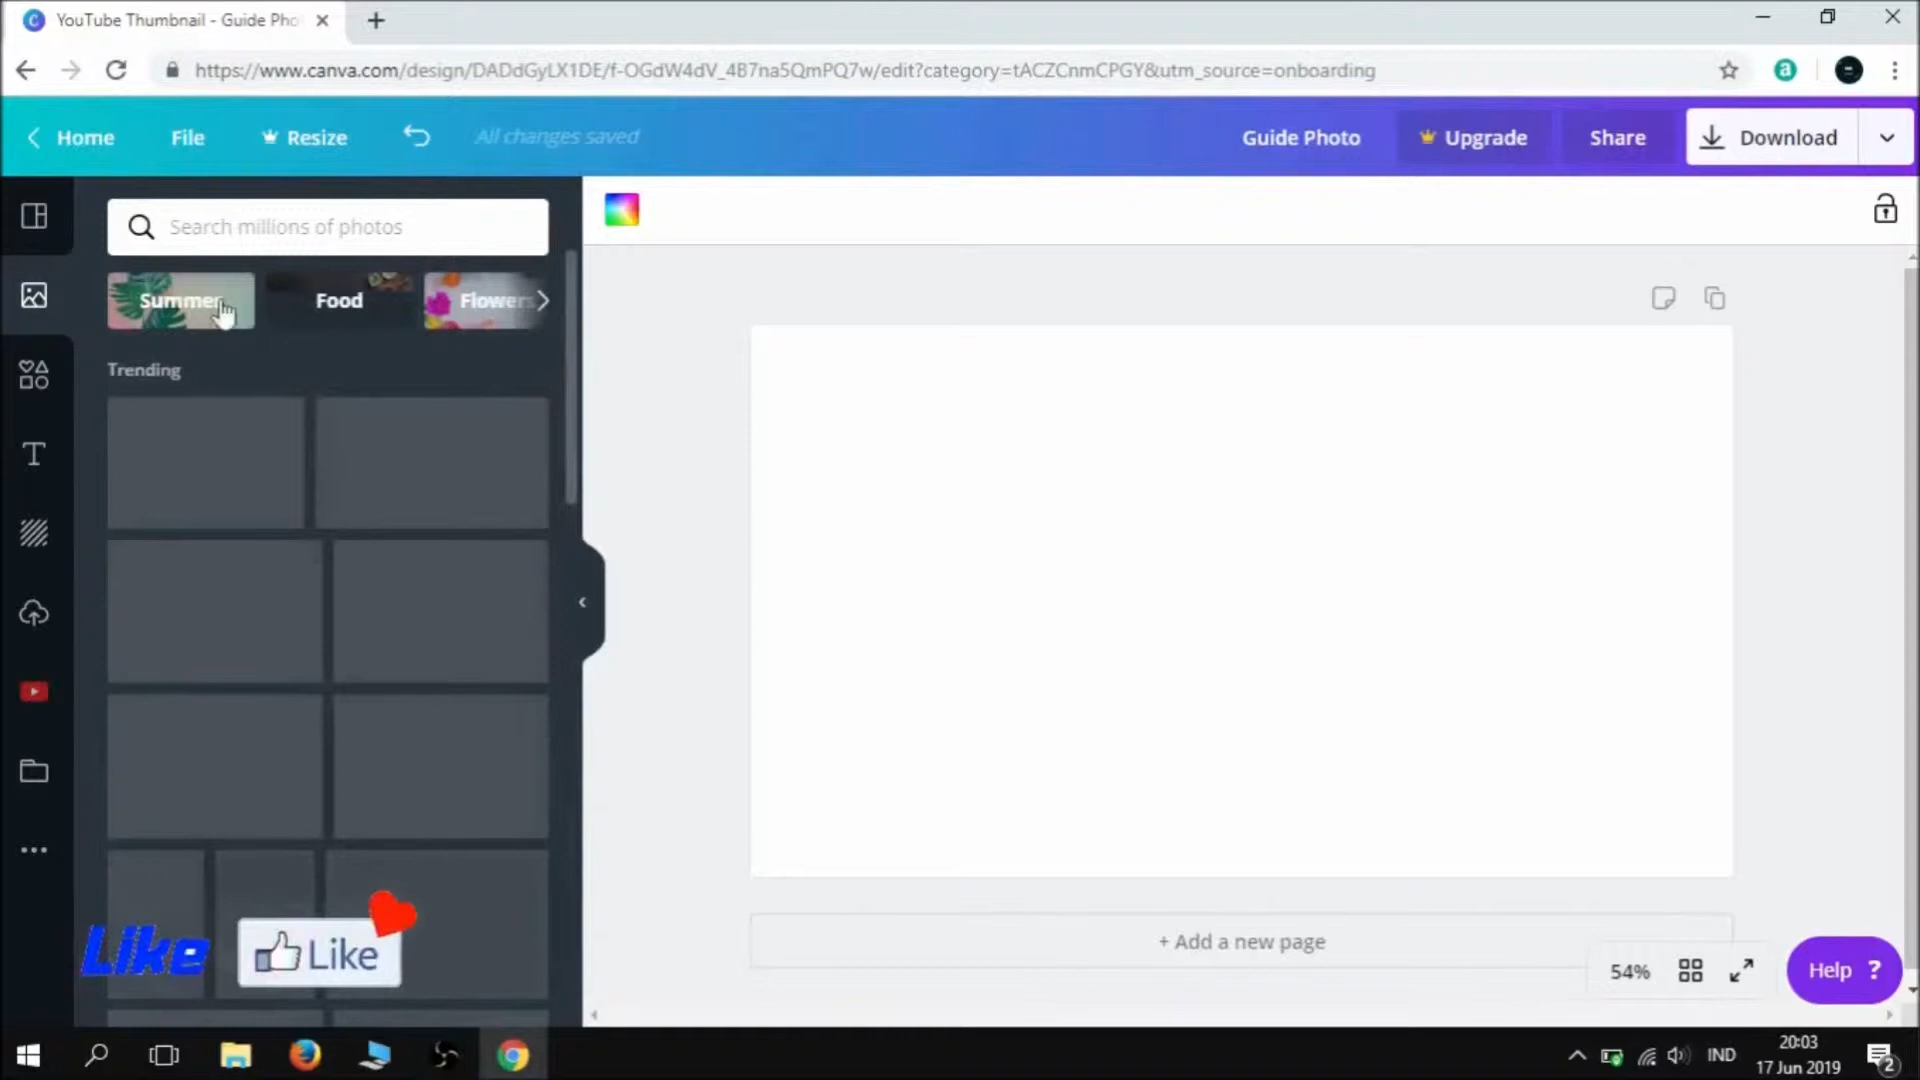 YouTube Thumbnail - Guide Pho
https://www.canva.com/design/DADdGyLX1DE/f-OGdW4dV_4B7na5QmPQ7w/edit?category=tACZCnmCPGY&utm_source=onboarding
Home File Resize All changes saved Guide Photo Upgrade Share Download
Search millions of photos
Summer Food Flowers
Trending
Like Like
+ Add a new page
54% Help ?
IND 20:03
17 Jun 2019 2